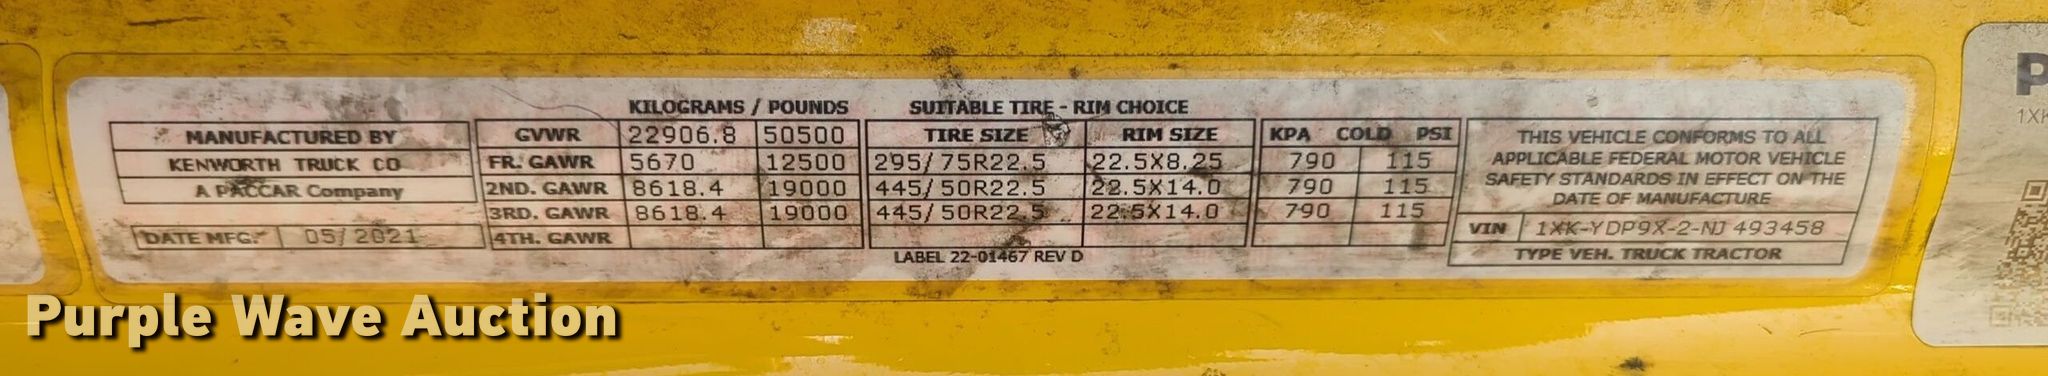 KILOGRAMS / POUNDS SUITABLE TIRE - RIM CHOICE
MANUFACTURED BY
KENWORTH TRUCK CO
A PACCAR Company
DATE MFG. 05/2021
GVWR 22906.8 50500 TIRE SIZE RIM SIZE KPA COLD PSI
FR. GAWR 5670 12500 295/75R22.5 22.5X8.25 790 115
2ND. GAWR 8618.4 19000 445/50R22.5 22.5X14.0 790 115
3RD. GAWR 8618.4 19000 445/50R22.5 22.5X14.0 790 115
4TH. GAWR
LABEL 22-01467 REV D
THIS VEHICLE CONFORMS TO ALL
APPLICABLE FEDERAL MOTOR VEHICLE
SAFETY STANDARDS IN EFFECT ON THE
DATE OF MANUFACTURE
VIN 1XK-YDP9X-2-NJ 493458
TYPE VEH. TRUCK TRACTOR
P
1XK
Purple Wave Auction